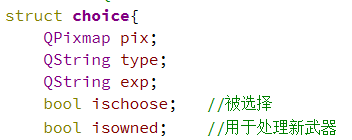 struct choice{
QPixmap pix;
QString type;
QString exp;
bool ischoose;   //被选择
bool isowned;    //用于处理新武器